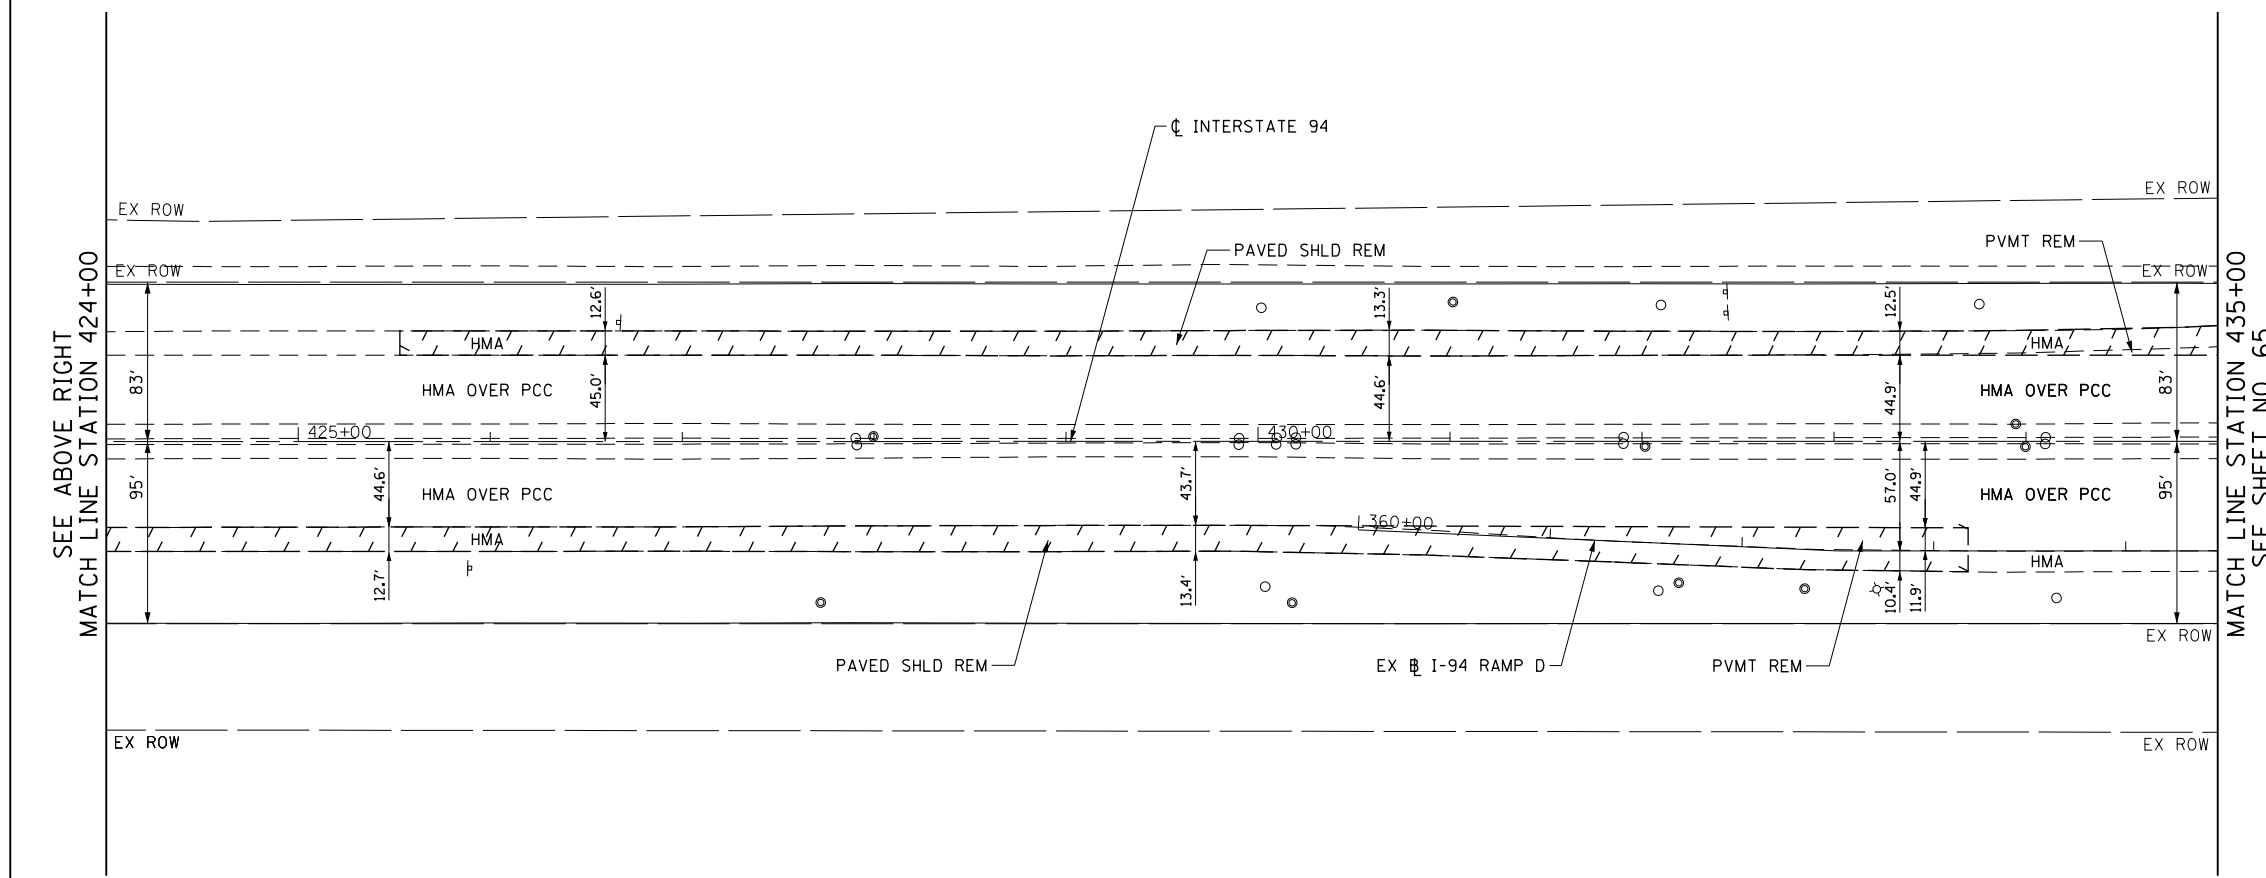 SEE ABOVE RIGHT
MATCH LINE STATION 424+00
℄ INTERSTATE 94
EX ROW
EX ROW
PAVED SHLD REM
PVMT REM
EX ROW
EX ROW
83'
12.6'
13.3'
12.5'
83'
HMA
HMA
HMA OVER PCC
45.0'
44.6'
44.9'
HMA OVER PCC
425+00
430+00
95'
44.6'
HMA OVER PCC
43.7'
57.0'
44.9'
HMA OVER PCC
95'
HMA
360+00
HMA
12.7'
13.4'
10.4'
11.9'
PAVED SHLD REM
EX B̵L I-94 RAMP D
PVMT REM
EX ROW
EX ROW
EX ROW
MATCH LINE STATION 435+00
SEE SHEET NO 65